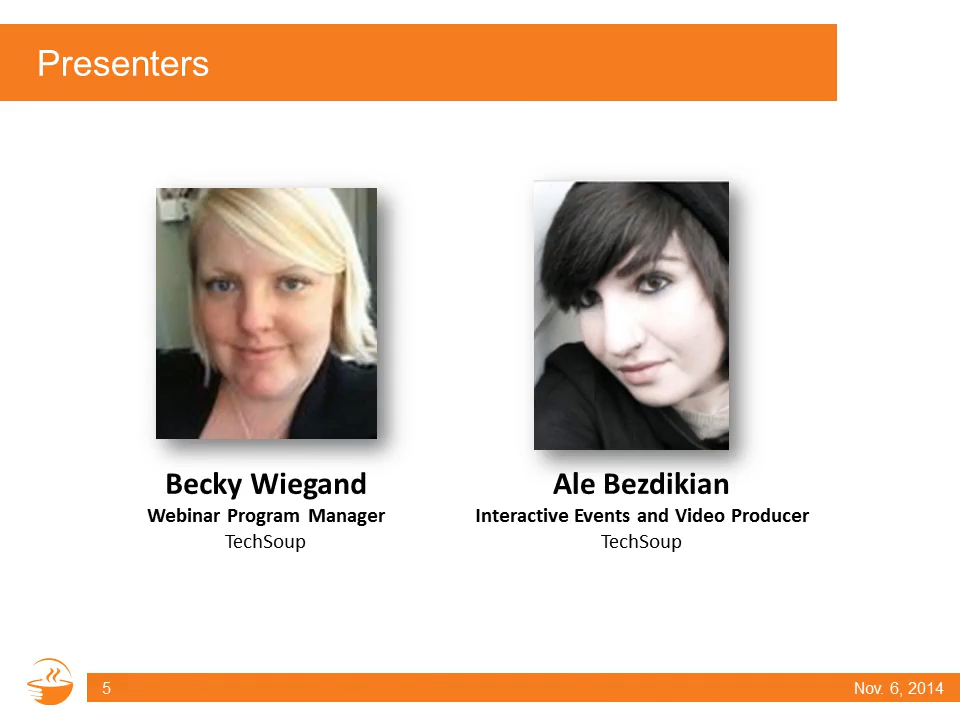 Presenters
Becky Wiegand
Webinar Program Manager
TechSoup
Ale Bezdikian
Interactive Events and Video Producer
TechSoup
5
Nov. 6, 2014